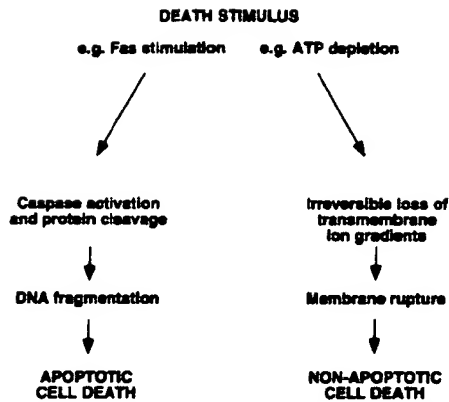 DEATH STIMULUS
e.g. Fas stimulation e.g. ATP depletion
Caspase activation
and protein cleavage
Irreversible loss of
transmembrane
ion gradients
DNA fragmentation
Membrane rupture
APOPTOTIC
CELL DEATH
NON-APOPTOTIC
CELL DEATH